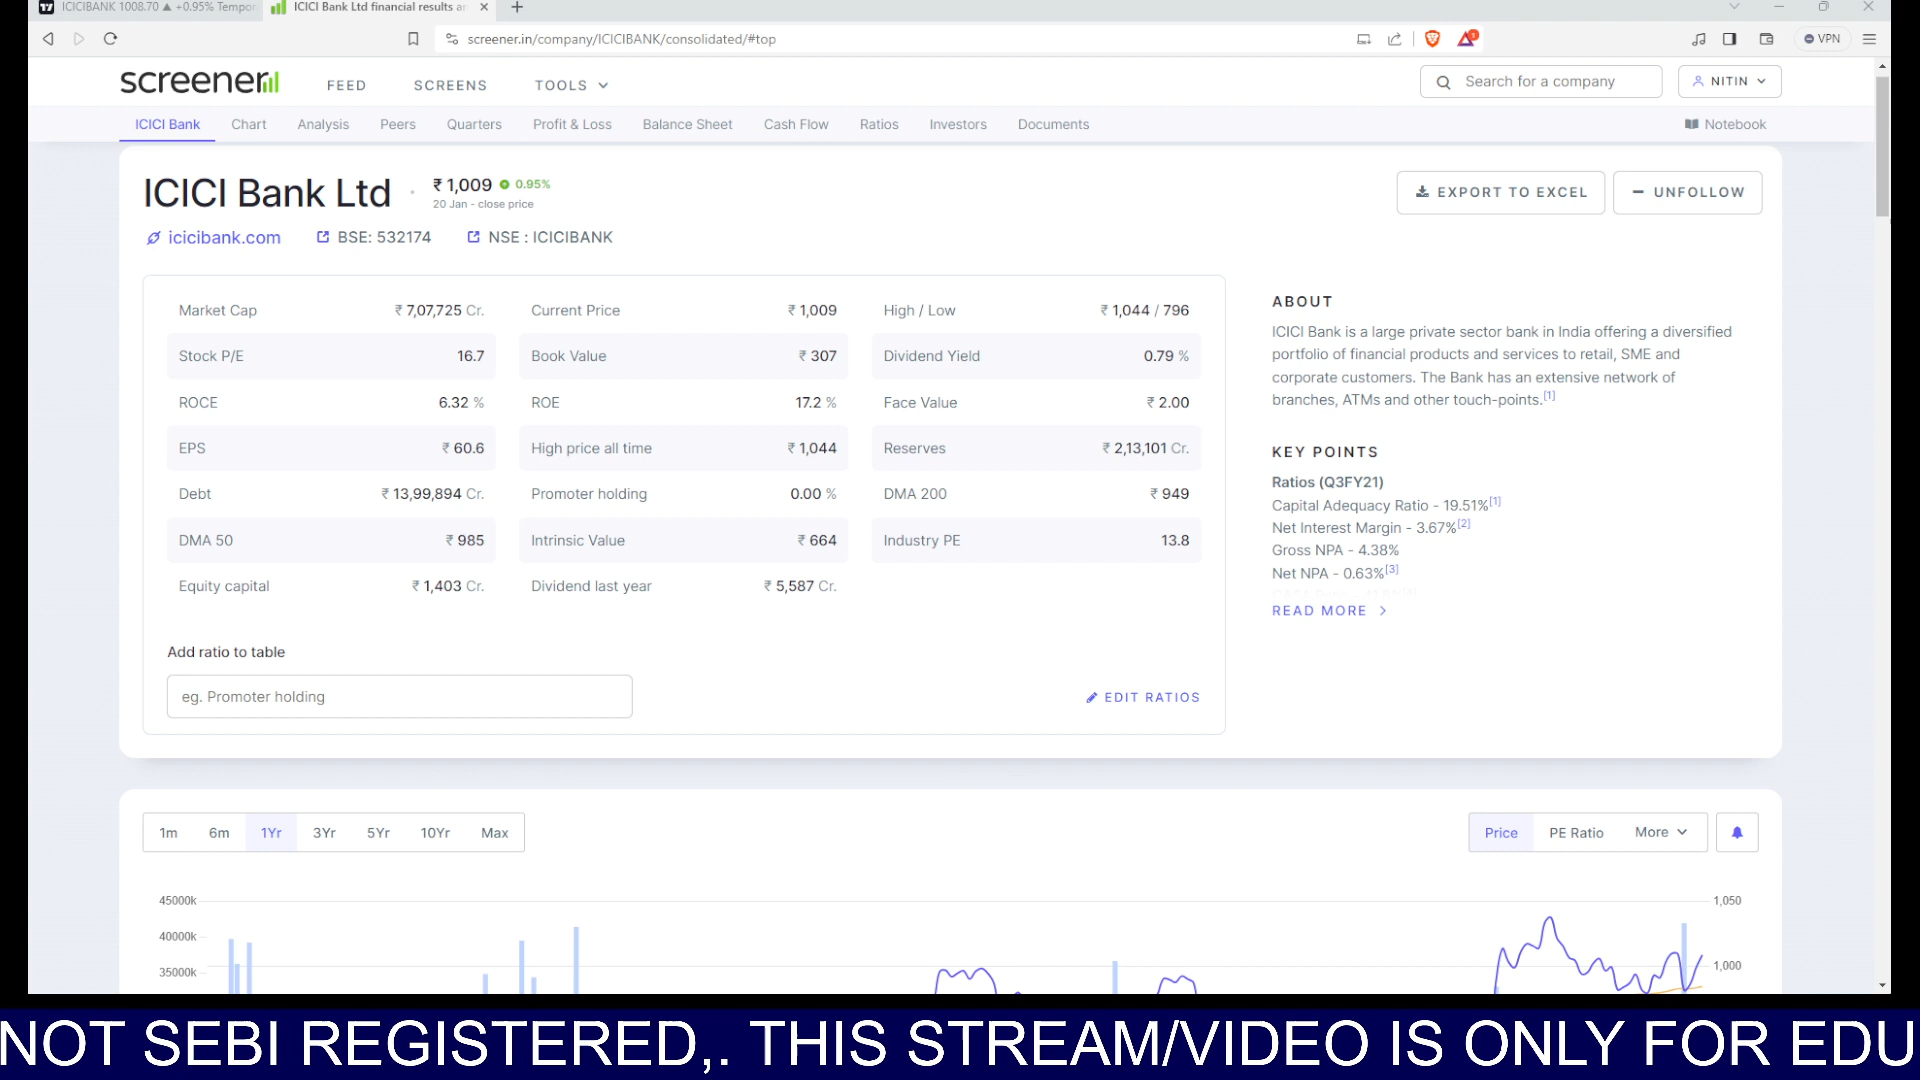 ICICIBANK 1008.70 ▲ +0.95% Tempor
ICICI Bank Ltd financial results an
screener.in/company/ICICIBANK/consolidated/#top
1
VPN
screener
FEED SCREENS TOOLS
Search for a company
NITIN
ICICI Bank Chart Analysis Peers Quarters Profit & Loss Balance Sheet Cash Flow Ratios Investors Documents
Notebook
ICICI Bank Ltd
₹ 1,009 0.95%
20 Jan - close price
EXPORT TO EXCEL
UNFOLLOW
icicibank.com BSE: 532174 NSE : ICICIBANK
Market Cap ₹ 7,07,725 Cr. Current Price ₹ 1,009 High / Low ₹ 1,044 / 796
Stock P/E 16.7 Book Value ₹ 307 Dividend Yield 0.79 %
ROCE 6.32 % ROE 17.2 % Face Value ₹ 2.00
EPS ₹ 60.6 High price all time ₹ 1,044 Reserves ₹ 2,13,101 Cr.
Debt ₹ 13,99,894 Cr. Promoter holding 0.00 % DMA 200 ₹ 949
DMA 50 ₹ 985 Intrinsic Value ₹ 664 Industry PE 13.8
Equity capital ₹ 1,403 Cr. Dividend last year ₹ 5,587 Cr.
Add ratio to table
eg. Promoter holding
EDIT RATIOS
ABOUT
ICICI Bank is a large private sector bank in India offering a diversified
portfolio of financial products and services to retail, SME and
corporate customers. The Bank has an extensive network of
branches, ATMs and other touch-points.[1]
KEY POINTS
Ratios (Q3FY21)
Capital Adequacy Ratio - 19.51%[1]
Net Interest Margin - 3.67%[2]
Gross NPA - 4.38%
Net NPA - 0.63%[3]
READ MORE
1m 6m 1Yr 3Yr 5Yr 10Yr Max
Price PE Ratio More
45000k
40000k
35000k
1,050
1,000
NOT SEBI REGISTERED,. THIS STREAM/VIDEO IS ONLY FOR EDU